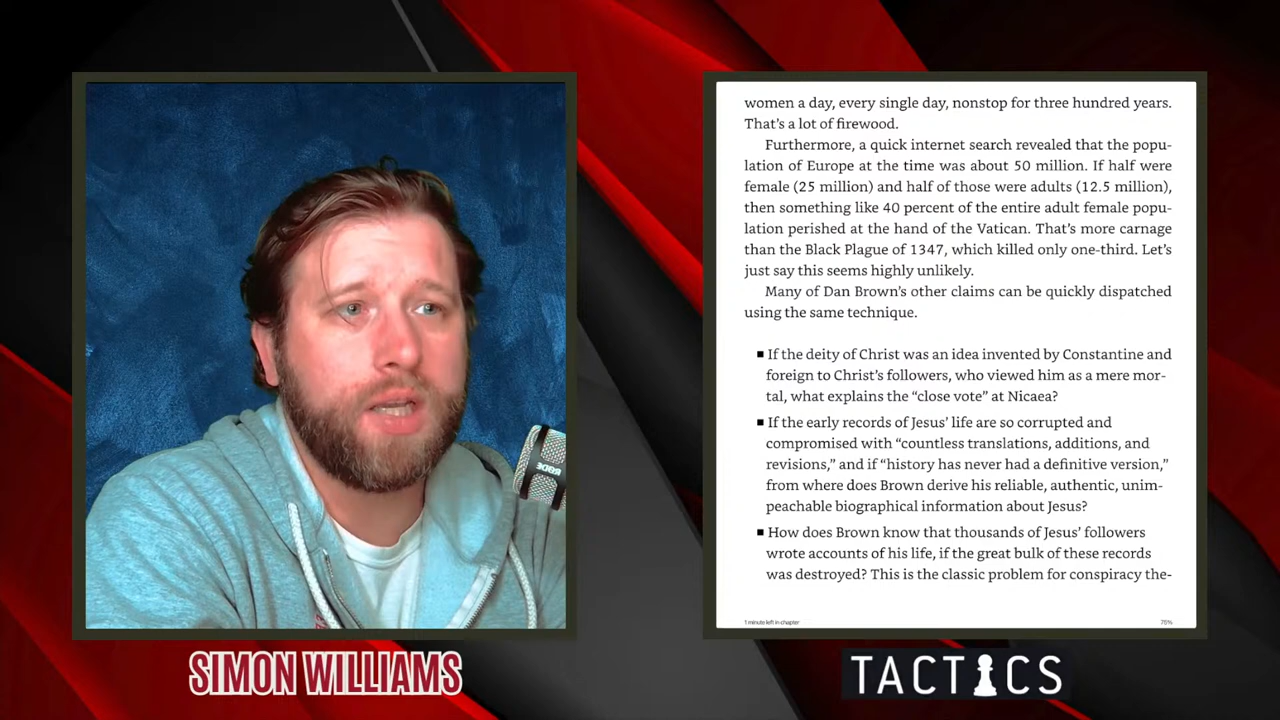 women a day, every single day, nonstop for three hundred years.
That's a lot of firewood.
Furthermore, a quick internet search revealed that the popu-
lation of Europe at the time was about 50 million. If half were
female (25 million) and half of those were adults (12.5 million),
then something like 40 percent of the entire adult female popu-
lation perished at the hand of the Vatican. That's more carnage
than the Black Plague of 1347, which killed only one-third. Let's
just say this seems highly unlikely.
Many of Dan Brown's other claims can be quickly dispatched
using the same technique.
■ If the deity of Christ was an idea invented by Constantine and
foreign to Christ's followers, who viewed him as a mere mor-
tal, what explains the "close vote" at Nicaea?
■ If the early records of Jesus' life are so corrupted and
compromised with "countless translations, additions, and
revisions," and if "history has never had a definitive version,"
from where does Brown derive his reliable, authentic, unim-
peachable biographical information about Jesus?
■ How does Brown know that thousands of Jesus' followers
wrote accounts of his life, if the great bulk of these records
was destroyed? This is the classic problem for conspiracy the-
1 minute left in chapter
75%
RØDE
SIMON WILLIAMS
TACTICS